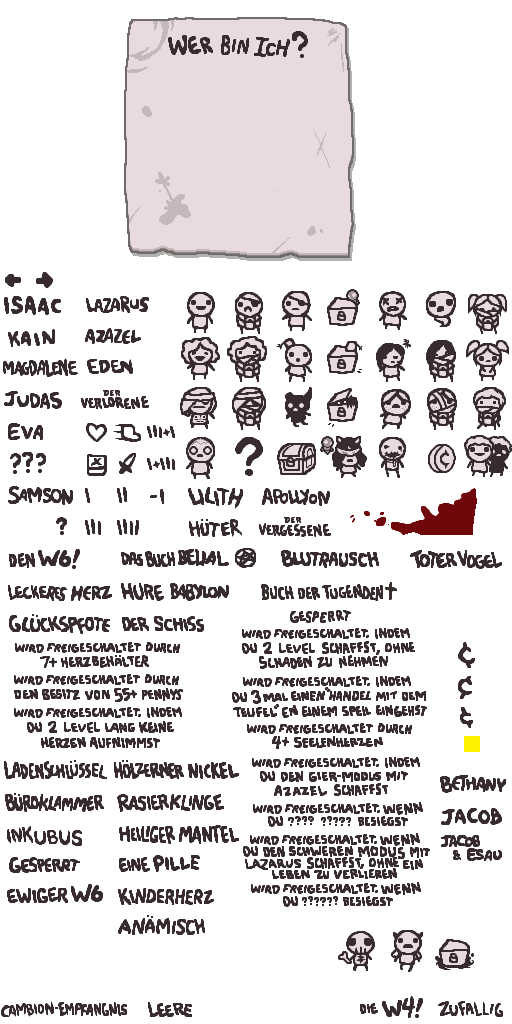 WER BIN ICH?
ISAAC LAZARUS
KAIN AZAZEL
MAGDALENE EDEN
JUDAS DER VERLORENE
EVA III+I
??? I+III
SAMSON I II -I LILITH APOLLYON
? III IIII HÜTER DER VERGESSENE
DEN W6! DAS BUCH BELIAL BLUTRAUSCH TOTER VOGEL
LECKERES HERZ HURE BABYLON BUCH DER TUGENDEN
GLÜCKSPFOTE DER SCHISS
GESPERRT
WIRD FREIGESCHALTET DURCH
7+ HERZBEHÄLTER
WIRD FREIGESCHALTET DURCH
DEN BESITZ VON 55+ PENNYS
WIRD FREIGESCHALTET, INDEM
DU 2 LEVEL LANG KEINE
HERZEN AUFNIMMST
WIRD FREIGESCHALTET, INDEM
DU 2 LEVEL SCHAFFST, OHNE
SCHADEN ZU NEHMEN
WIRD FREIGESCHALTET, INDEM
DU 3 MAL EINEN "HANDEL MIT DEM
TEUFEL" EN EINEM SPEIL EINGEHST
WIRD FREIGESCHALTET DURCH
4+ SEELENHERZEN
¢
¢
¢
LADENSCHLÜSSEL HÖLZERNER NICKEL
BÜROKLAMMER RASIERKLINGE
INKUBUS HEILIGER MANTEL
GESPERRT EINE PILLE
EWIGER W6 KINDERHERZ
ANÄMISCH
WIRD FREIGESCHALTET, INDEM
DU DEN GIER-MODUS MIT
AZAZEL SCHAFFST
WIRD FREIGESCHALTET, WENN
DU ???? ????? BESIEGST
WIRD FREIGESCHALTET, WENN
DU DEN SCHWEREN MODUS MIT
LAZARUS SCHAFFST, OHNE EIN
LEBEN ZU VERLIEREN
WIRD FREIGESCHALTET, WENN
DU ?????? BESIEGST
BETHANY
JACOB
JACOB
& ESAU
CAMBION-EMPFÄNGNIS LEERE DIE W4! ZUFÄLLIG